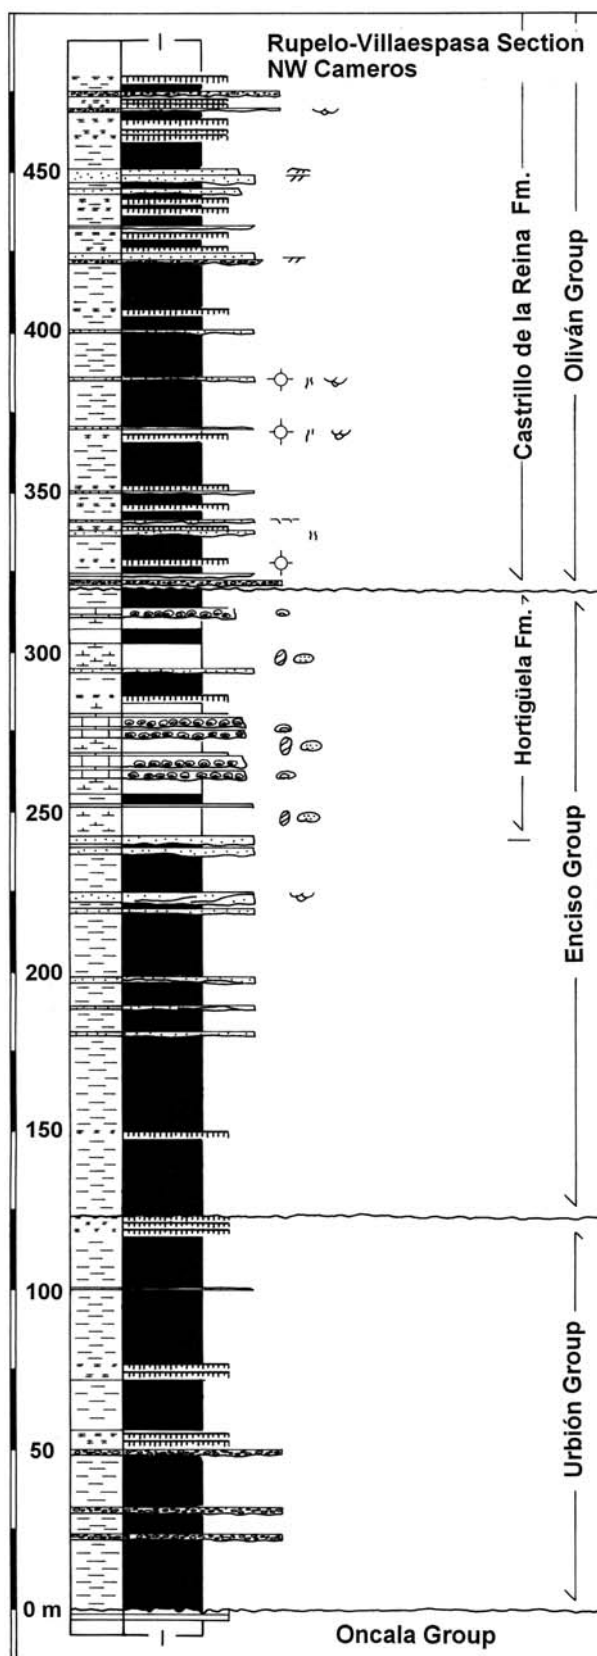 Rupelo-Villaespasa Section
NW Cameros
450
400
350
300
250
200
150
100
50
0 m
Castrillo de la Reina Fm.
Oliván Group
Hortigüela Fm.
Enciso Group
Urbión Group
Oncala Group